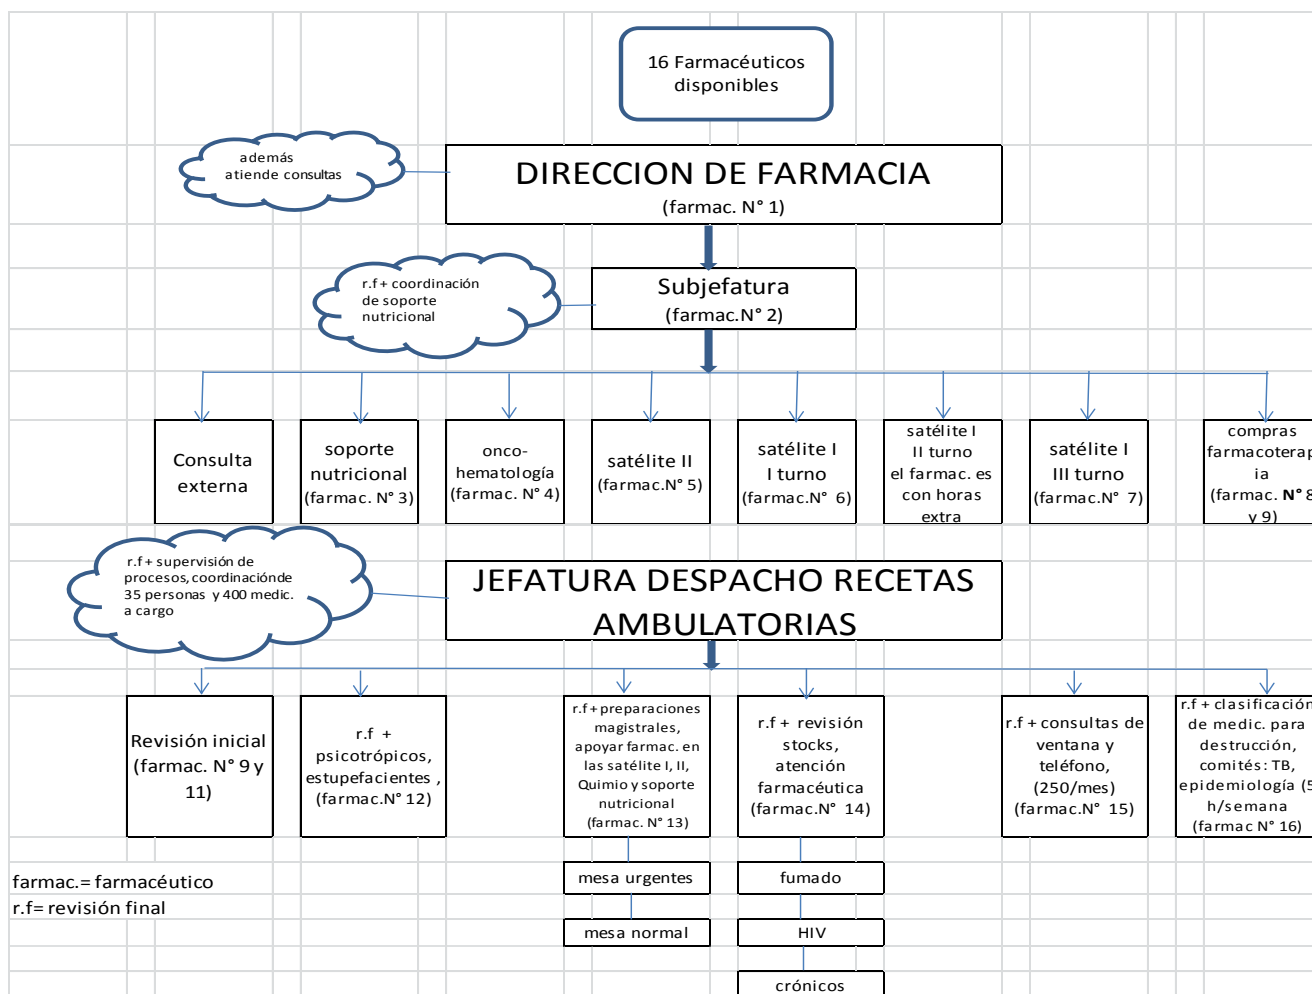 16 Farmacéuticos
disponibles
además
atiende consultas
DIRECCION DE FARMACIA
(farmac. N° 1)
r.f + coordinación
de soporte
nutricional
Subjefatura
(farmac.N° 2)
Consulta
externa
soporte
nutricional
(farmac. N° 3)
onco-
hematología
(farmac. N° 4)
satélite II
(farmac.N° 5)
satélite I
I turno
(farmac.N° 6)
satélite I
II turno
el farmac. es
con horas
extra
satélite I
III turno
(farmac.N° 7)
compras
farmacoterap
ia
(farmac. N° 8
y 9)
r.f + supervisión de
procesos, coordinaciónde
35 personas y 400 medic.
a cargo
JEFATURA DESPACHO RECETAS
AMBULATORIAS
Revisión inicial
(farmac. N° 9 y
11)
r.f +
psicotrópicos,
estupefacientes ,
(farmac.N° 12)
r.f + preparaciones
magistrales,
apoyar farmac. en
las satélite I, II,
Quimio y soporte
nutricional
(farmac. N° 13)
r.f + revisión
stocks,
atención
farmacéutica
(farmac.N° 14)
r.f + consultas de
ventana y
teléfono,
(250/mes)
(farmac.N° 15)
r.f + clasificación
de medic. para
destrucción,
comités: TB,
epidemiología (5
h/semana
(farmac N° 16)
mesa urgentes
mesa normal
fumado
HIV
crónicos
farmac.= farmacéutico
r.f= revisión final